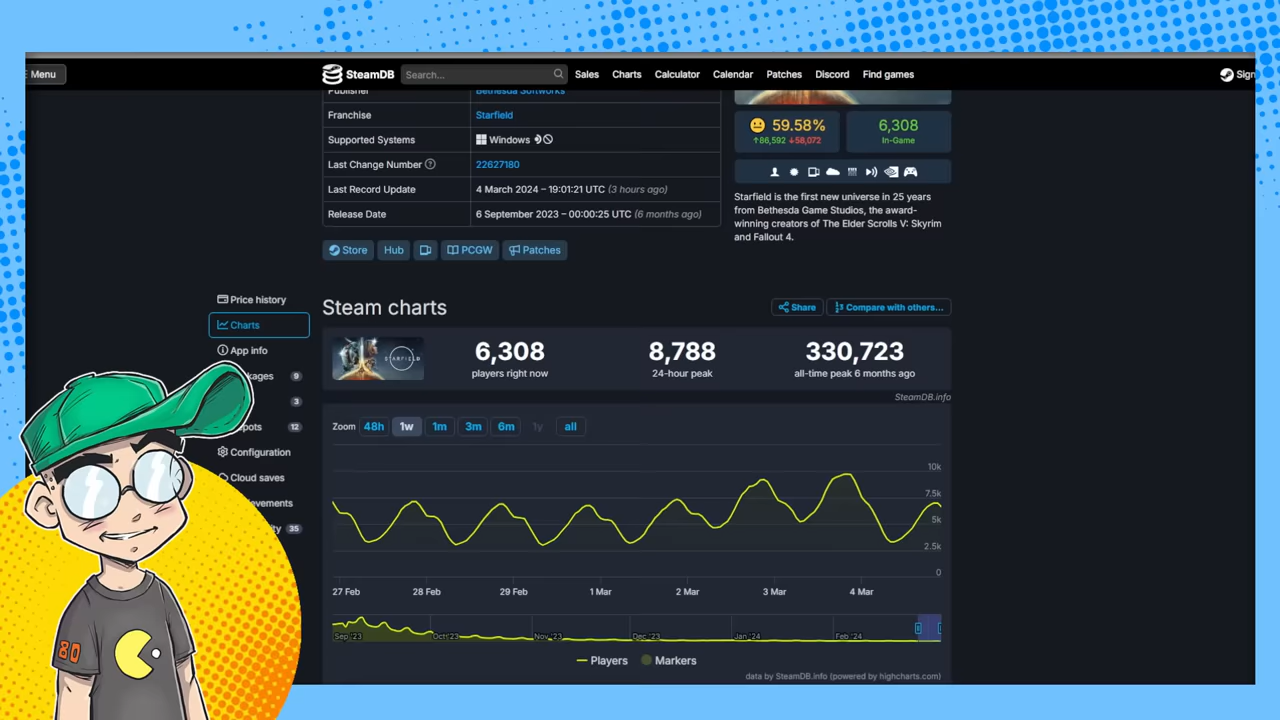 Menu
SteamDB
Search...
Sales
Charts
Calculator
Calendar
Patches
Discord
Find games
Sign
Publisher
Bethesda Softworks
Franchise
Starfield
Supported Systems
Windows
Last Change Number
22627180
Last Record Update
4 March 2024 – 19:01:21 UTC (3 hours ago)
Release Date
6 September 2023 – 00:00:25 UTC (6 months ago)
59.58%
↑86,592 ↓58,072
6,308
In-Game
Starfield is the first new universe in 25 years
from Bethesda Game Studios, the award-
winning creators of The Elder Scrolls V: Skyrim
and Fallout 4.
Store
Hub
PCGW
Patches
Price history
Charts
App info
kages 9
3
pots 12
Configuration
Cloud saves
evements
ty 35
Steam charts
Share
Compare with others...
STARFIELD
6,308
players right now
8,788
24-hour peak
330,723
all-time peak 6 months ago
SteamDB.info
Zoom 48h 1w 1m 3m 6m 1y all
10k
7.5k
5k
2.5k
0
27 Feb 28 Feb 29 Feb 1 Mar 2 Mar 3 Mar 4 Mar
Sep '23 Oct '23 Nov '23 Dec '23 Jan '24 Feb '24
Players Markers
data by SteamDB.info (powered by highcharts.com)
80